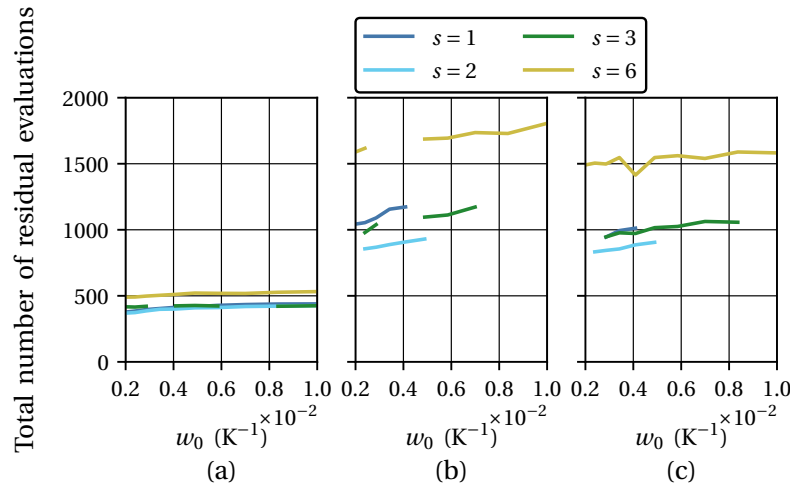 s = 1
s = 3
s = 2
s = 6
Total number of residual evaluations
2000
1500
1000
500
0
0.2 0.4 0.6 0.8 1.0
0.2 0.4 0.6 0.8 1.0
0.2 0.4 0.6 0.8 1.0
×10⁻²
×10⁻²
×10⁻²
w₀ (K⁻¹)
w₀ (K⁻¹)
w₀ (K⁻¹)
(a)
(b)
(c)